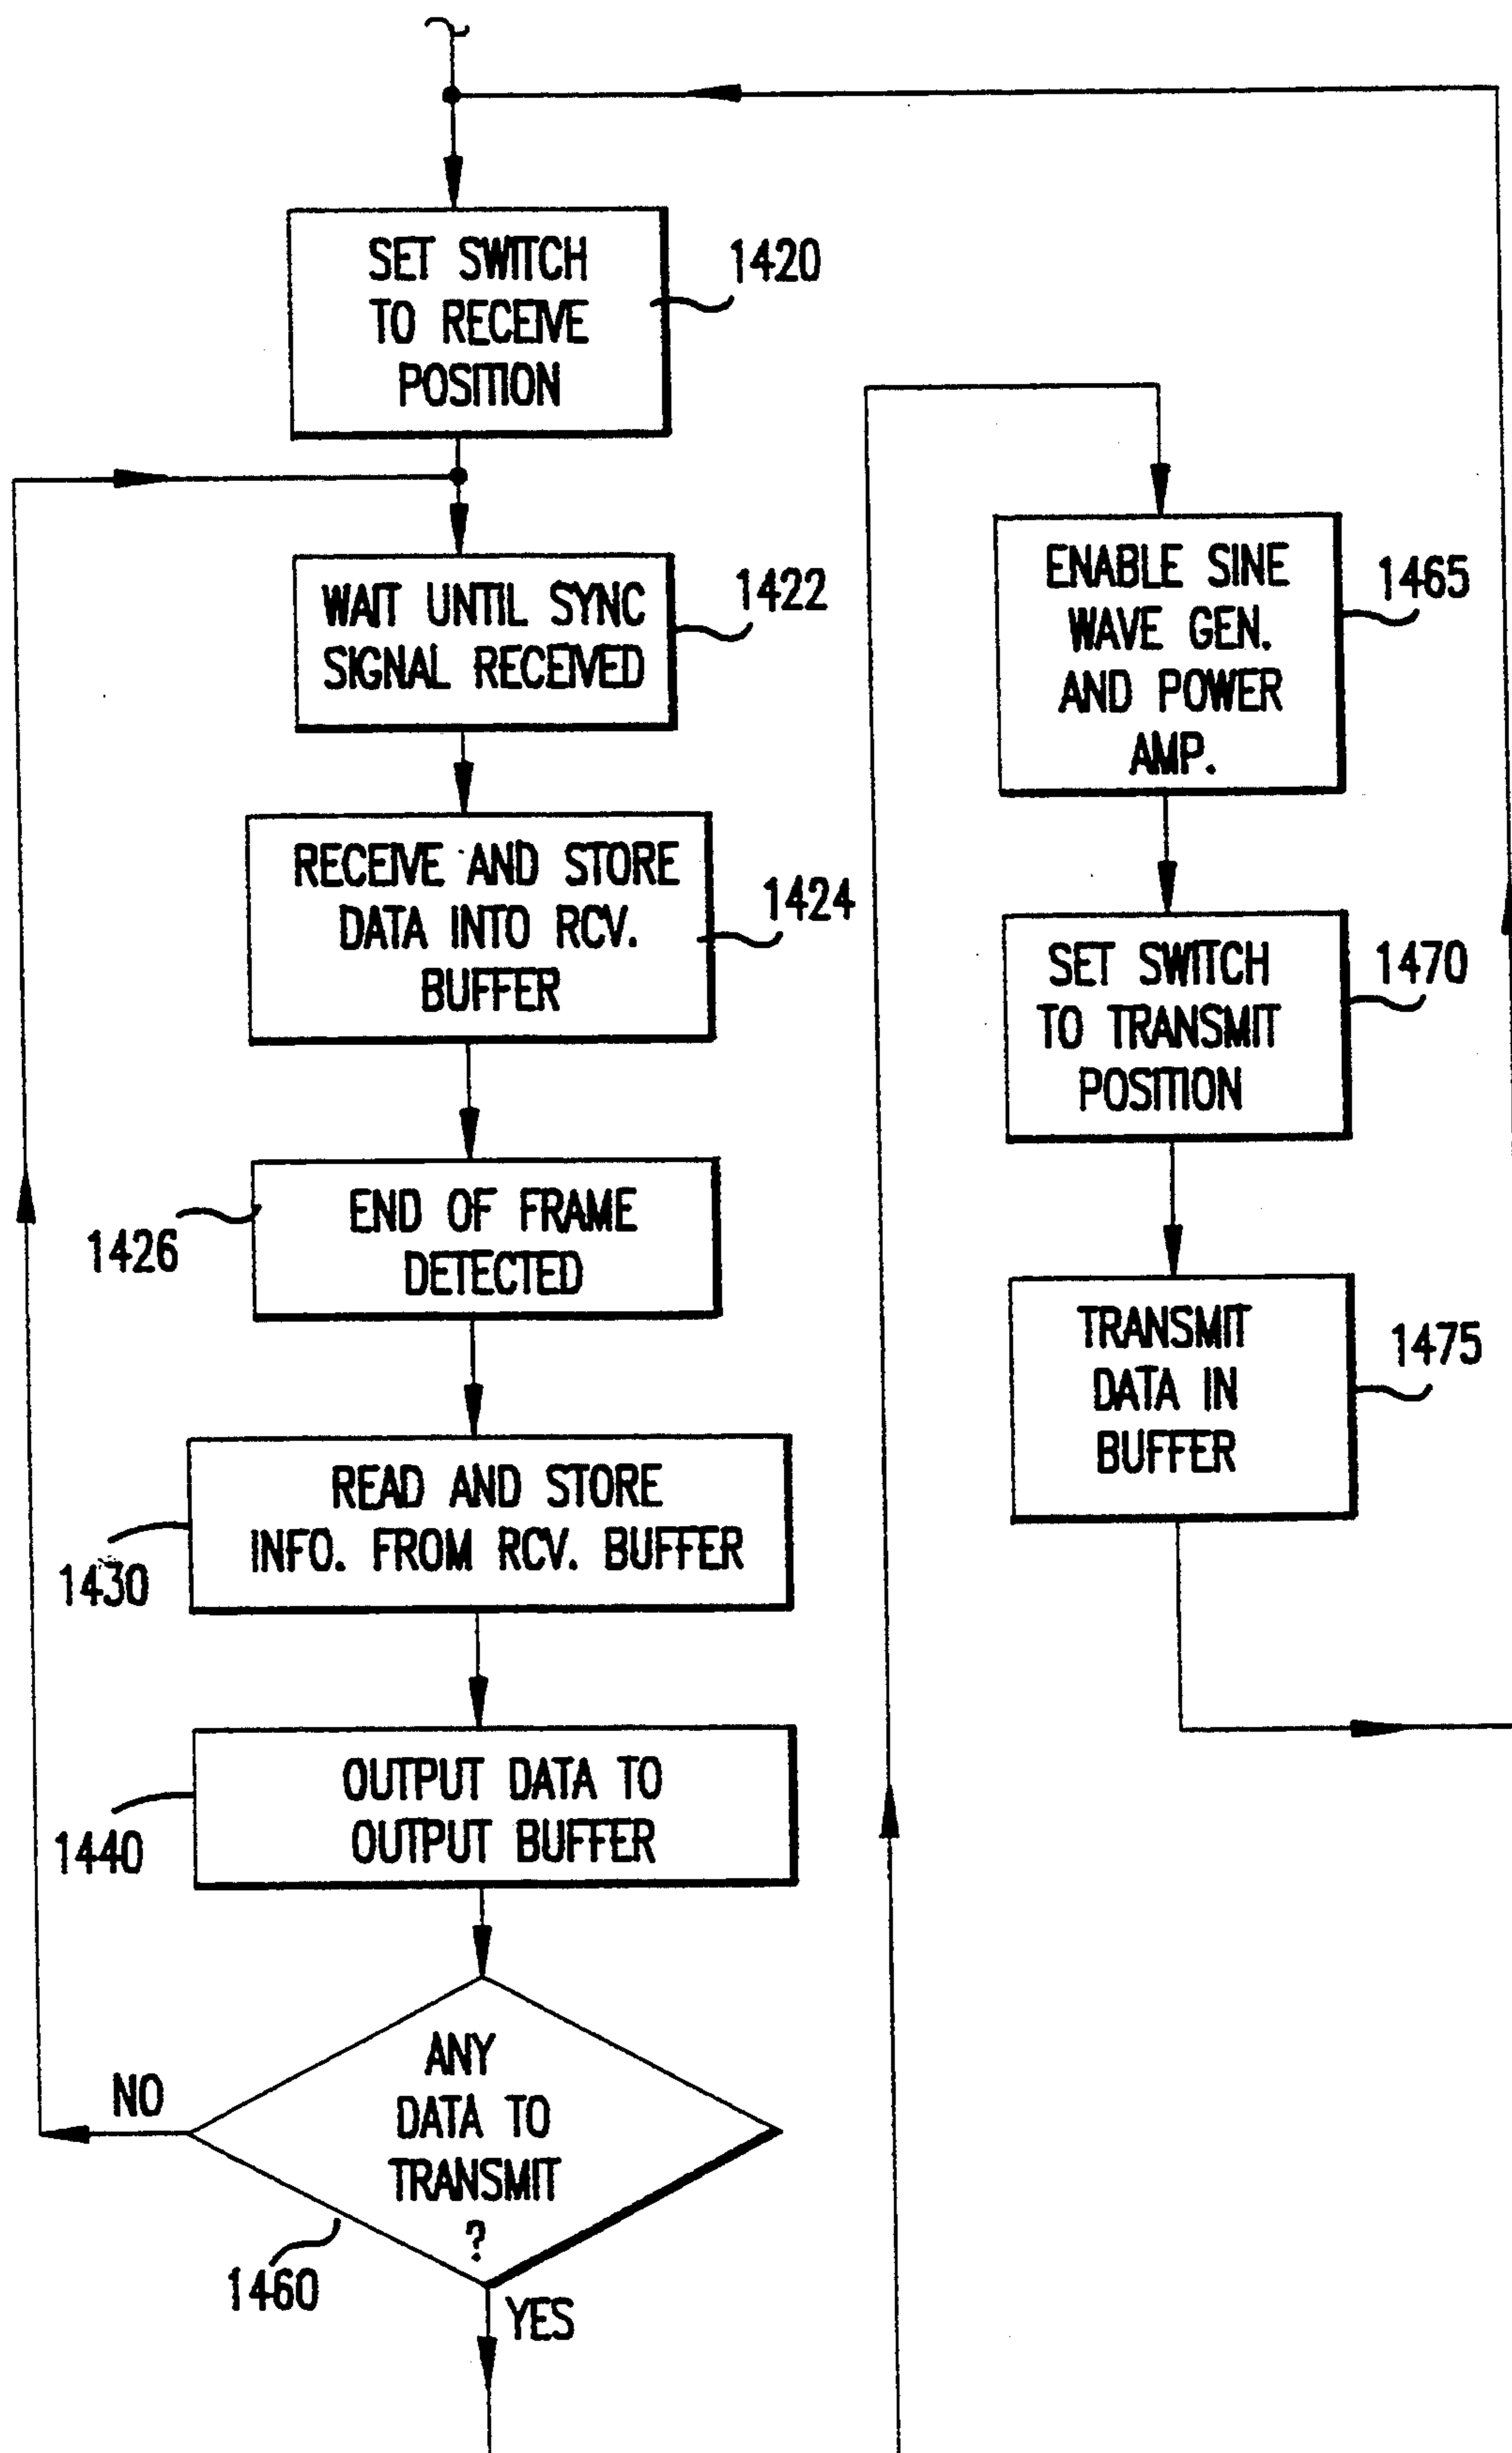 SET SWITCH
TO RECEIVE
POSITION
1420
WAIT UNTIL SYNC
SIGNAL RECEIVED
1422
RECEIVE AND STORE
DATA INTO RCV.
BUFFER
1424
END OF FRAME
DETECTED
1426
READ AND STORE
INFO. FROM RCV. BUFFER
1430
OUTPUT DATA TO
OUTPUT BUFFER
1440
ANY
DATA TO
TRANSMIT
?
NO
1460
YES
ENABLE SINE
WAVE GEN.
AND POWER
AMP.
1465
SET SWITCH
TO TRANSMIT
POSITION
1470
TRANSMIT
DATA IN
BUFFER
1475